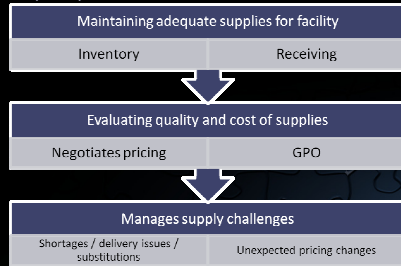 Maintaining adequate supplies for facility
Inventory
Receiving
Evaluating quality and cost of supplies
Negotiates pricing
GPO
Manages supply challenges
Shortages / delivery issues /
substitutions
Unexpected pricing changes